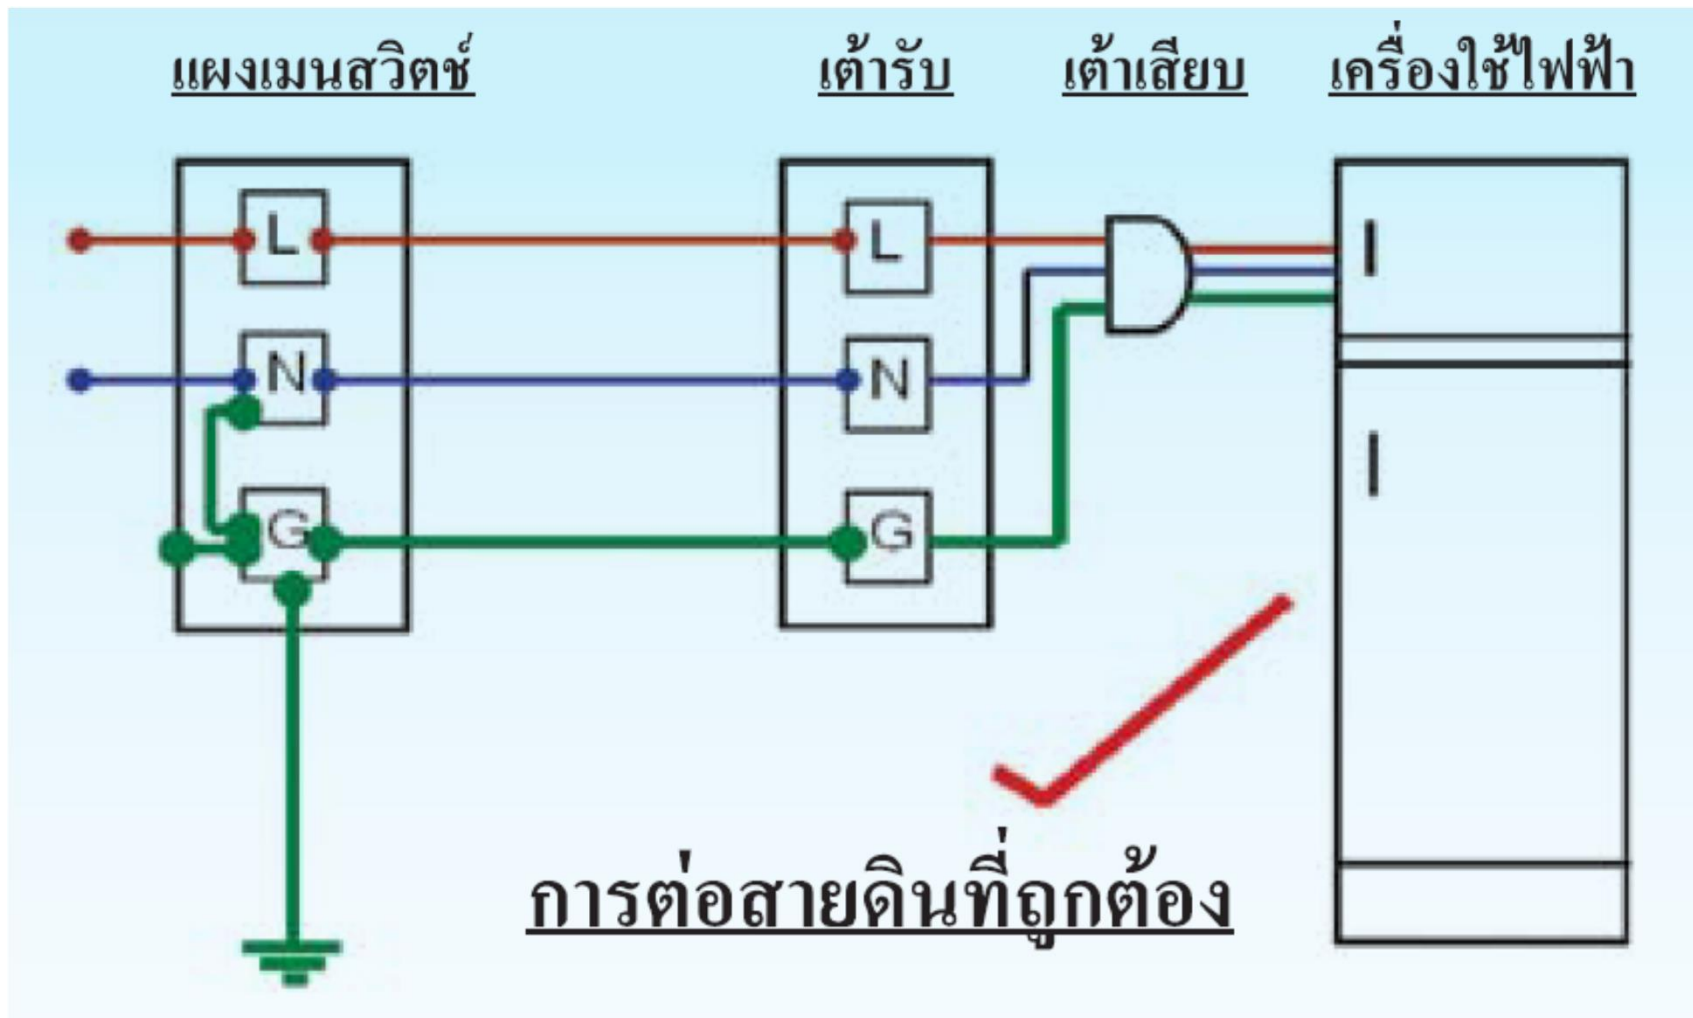 แผงเมนสวิตช์ เต้ารับ เต้าเสียบ เครื่องใช้ไฟฟ้า
L L
N N
G G
การต่อสายดินที่ถูกต้อง